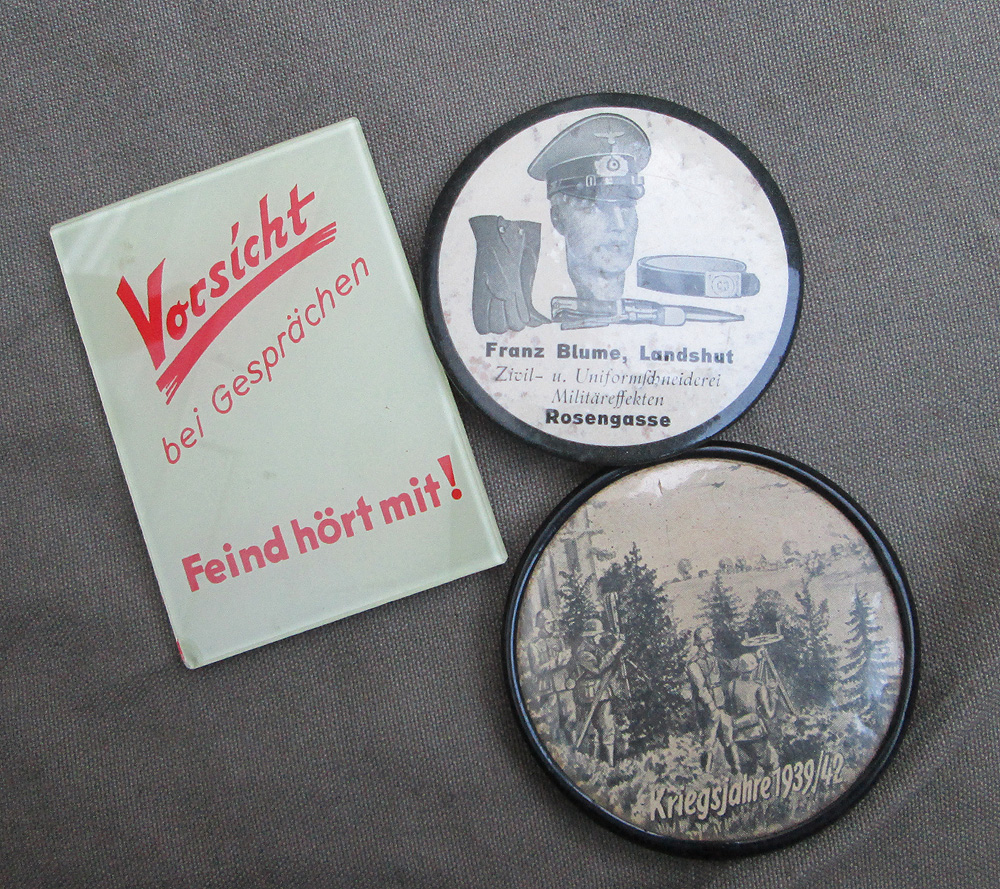 Vorsicht
bei Gesprächen
Feind hört mit!
Franz Blume, Landshut
Zivil- u. Uniformschneiderei
Militäreffekten
Rosengasse
Kriegsjahre 1939/42